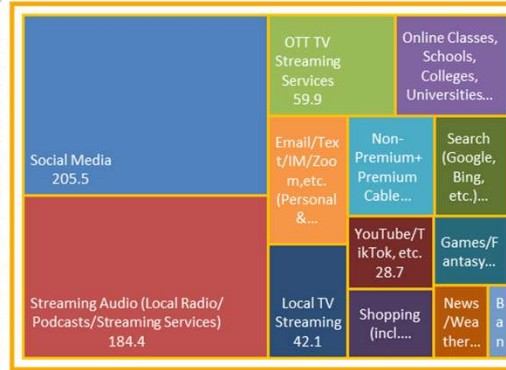 Social Media
205.5
Streaming Audio (Local Radio/
Podcasts/Streaming Services)
184.4
OTT TV
Streaming
Services
59.9
Online Classes,
Schools,
Colleges,
Universities...
Email/Tex
t/IM/Zoo
m,etc.
(Personal
&...
Non-
Premium+
Premium
Cable...
Search
(Google,
Bing,
etc.)...
YouTube/T
ikTok, etc.
28.7
Games/F
antasy...
Local TV
Streaming
42.1
Shopping
(incl....
News
/Wea
ther...
B
a
n